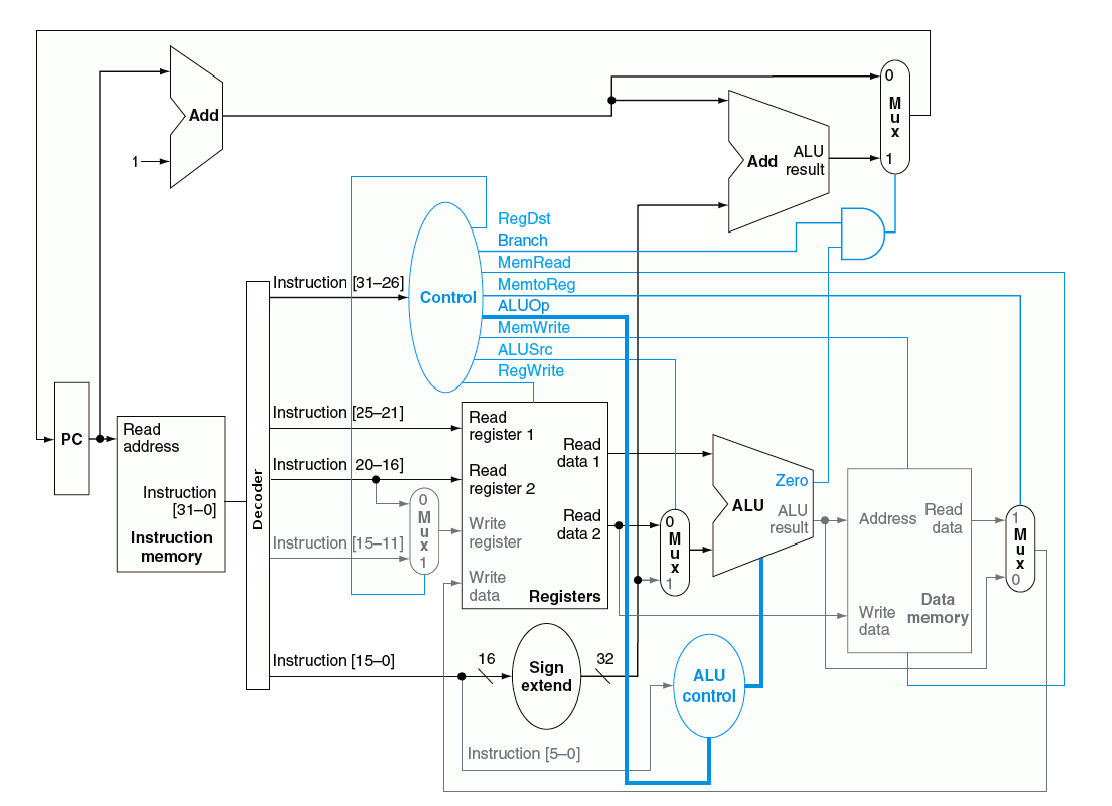 0
M
u
x
1
Add
1
Add
ALU
result
RegDst
Branch
MemRead
MemtoReg
ALUOp
MemWrite
ALUSrc
RegWrite
Control
Instruction [31–26]
Instruction [25–21]
Instruction 20–16]
Instruction [15–11]
Instruction [15–0]
Instruction [5–0]
PC
Read
address
Instruction
[31–0]
Instruction
memory
Decoder
0
M
u
x
1
Read
register 1
Read
register 2
Write
register
Write
data
Read
data 1
Read
data 2
Registers
0
M
u
x
1
Zero
ALU
ALU
result
Address
Read
data
Write
data
Data
memory
1
M
u
x
0
16
Sign
extend
32
ALU
control